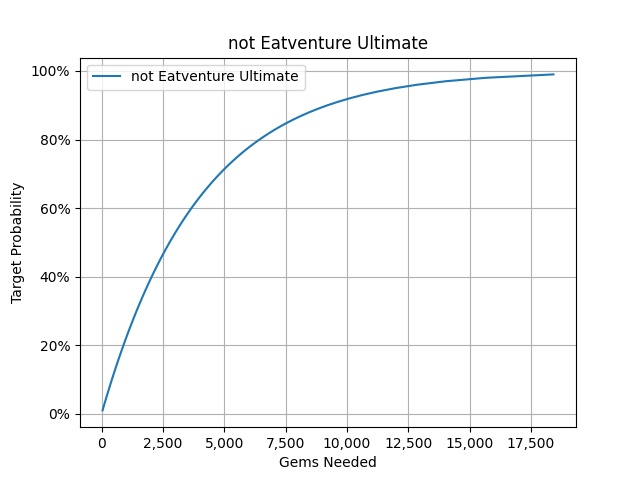 not Eatventure Ultimate
not Eatventure Ultimate
100%
80%
60%
40%
20%
0%
Target Probability
0 2,500 5,000 7,500 10,000 12,500 15,000 17,500
Gems Needed